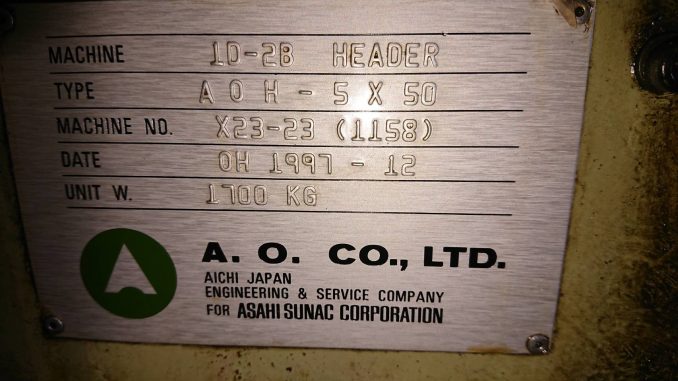 MACHINE 1D-2B HEADER
TYPE A O H - 5 X 50
MACHINE NO. X23-23 (1158)
DATE OH 1997 - 12
UNIT W. 1700 KG
A. O. CO., LTD.
AICHI JAPAN
ENGINEERING & SERVICE COMPANY
FOR ASAHI SUNAC CORPORATION